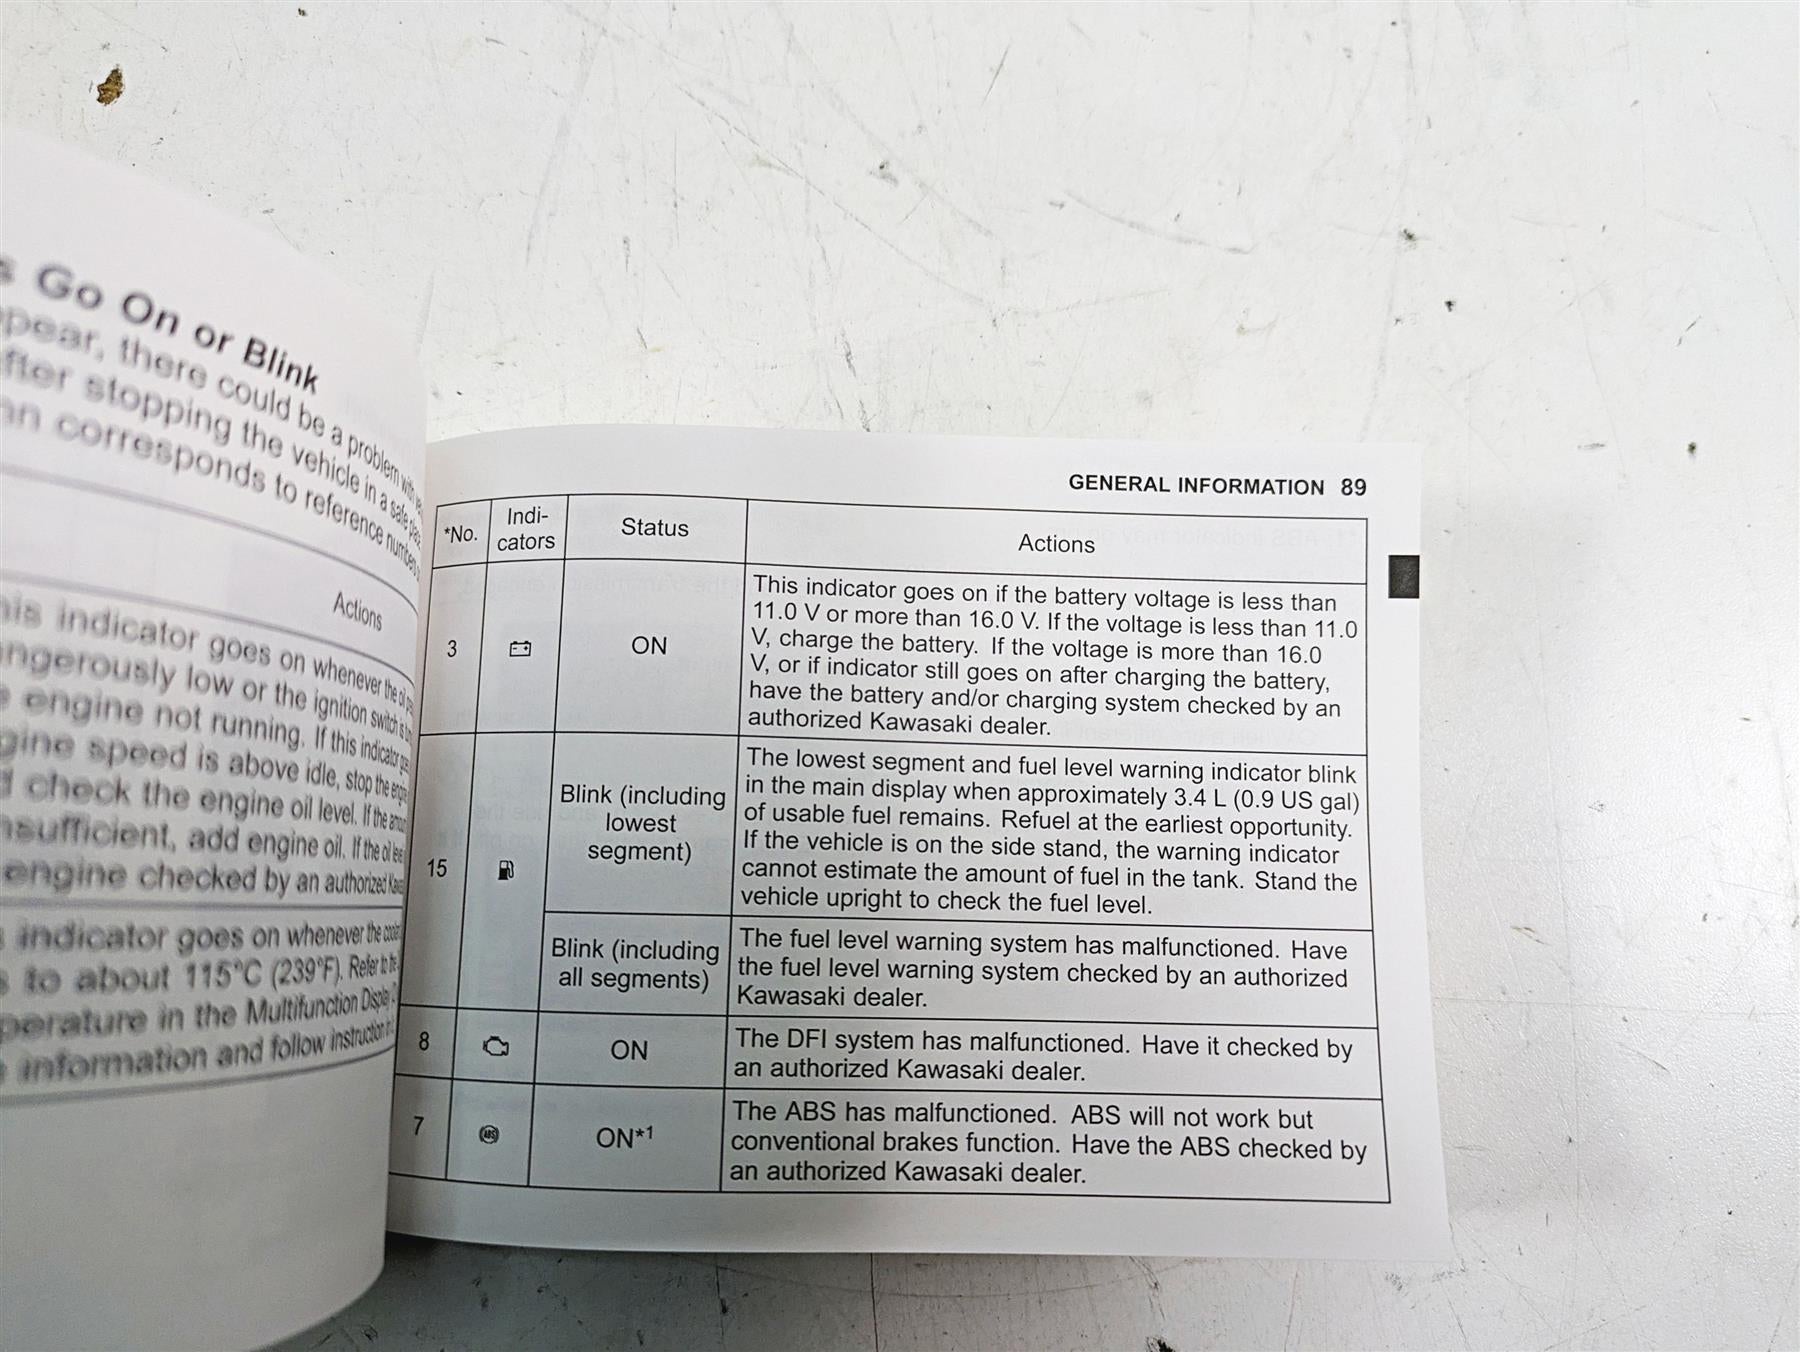 s Go On or Blink
ppear, there could be a problem with
after stopping the vehicle in a safe place
corresponds to reference numbers
Actions
his indicator goes on whenever the oil
angerously low or the ignition switch is
engine not running. If this indicator
gine speed is above idle, stop the engine
check the engine oil level. If the
nsufficient, add engine oil. If the oil
engine checked by an authorized
indicator goes on whenever the
to about 115°C (239°F). Refer to the
perature in the Multifunction Display
information and follow instruction
GENERAL INFORMATION 89
*No.
Indi-
cators
Status
Actions
3
ON
This indicator goes on if the battery voltage is less than
11.0 V or more than 16.0 V. If the voltage is less than 11.0
V, charge the battery. If the voltage is more than 16.0
V, or if indicator still goes on after charging the battery,
have the battery and/or charging system checked by an
authorized Kawasaki dealer.
15
Blink (including
lowest
segment)
The lowest segment and fuel level warning indicator blink
in the main display when approximately 3.4 L (0.9 US gal)
of usable fuel remains. Refuel at the earliest opportunity.
If the vehicle is on the side stand, the warning indicator
cannot estimate the amount of fuel in the tank. Stand the
vehicle upright to check the fuel level.
Blink (including
all segments)
The fuel level warning system has malfunctioned. Have
the fuel level warning system checked by an authorized
Kawasaki dealer.
8
ON
The DFI system has malfunctioned. Have it checked by
an authorized Kawasaki dealer.
7
ABS
ON*1
The ABS has malfunctioned. ABS will not work but
conventional brakes function. Have the ABS checked by
an authorized Kawasaki dealer.